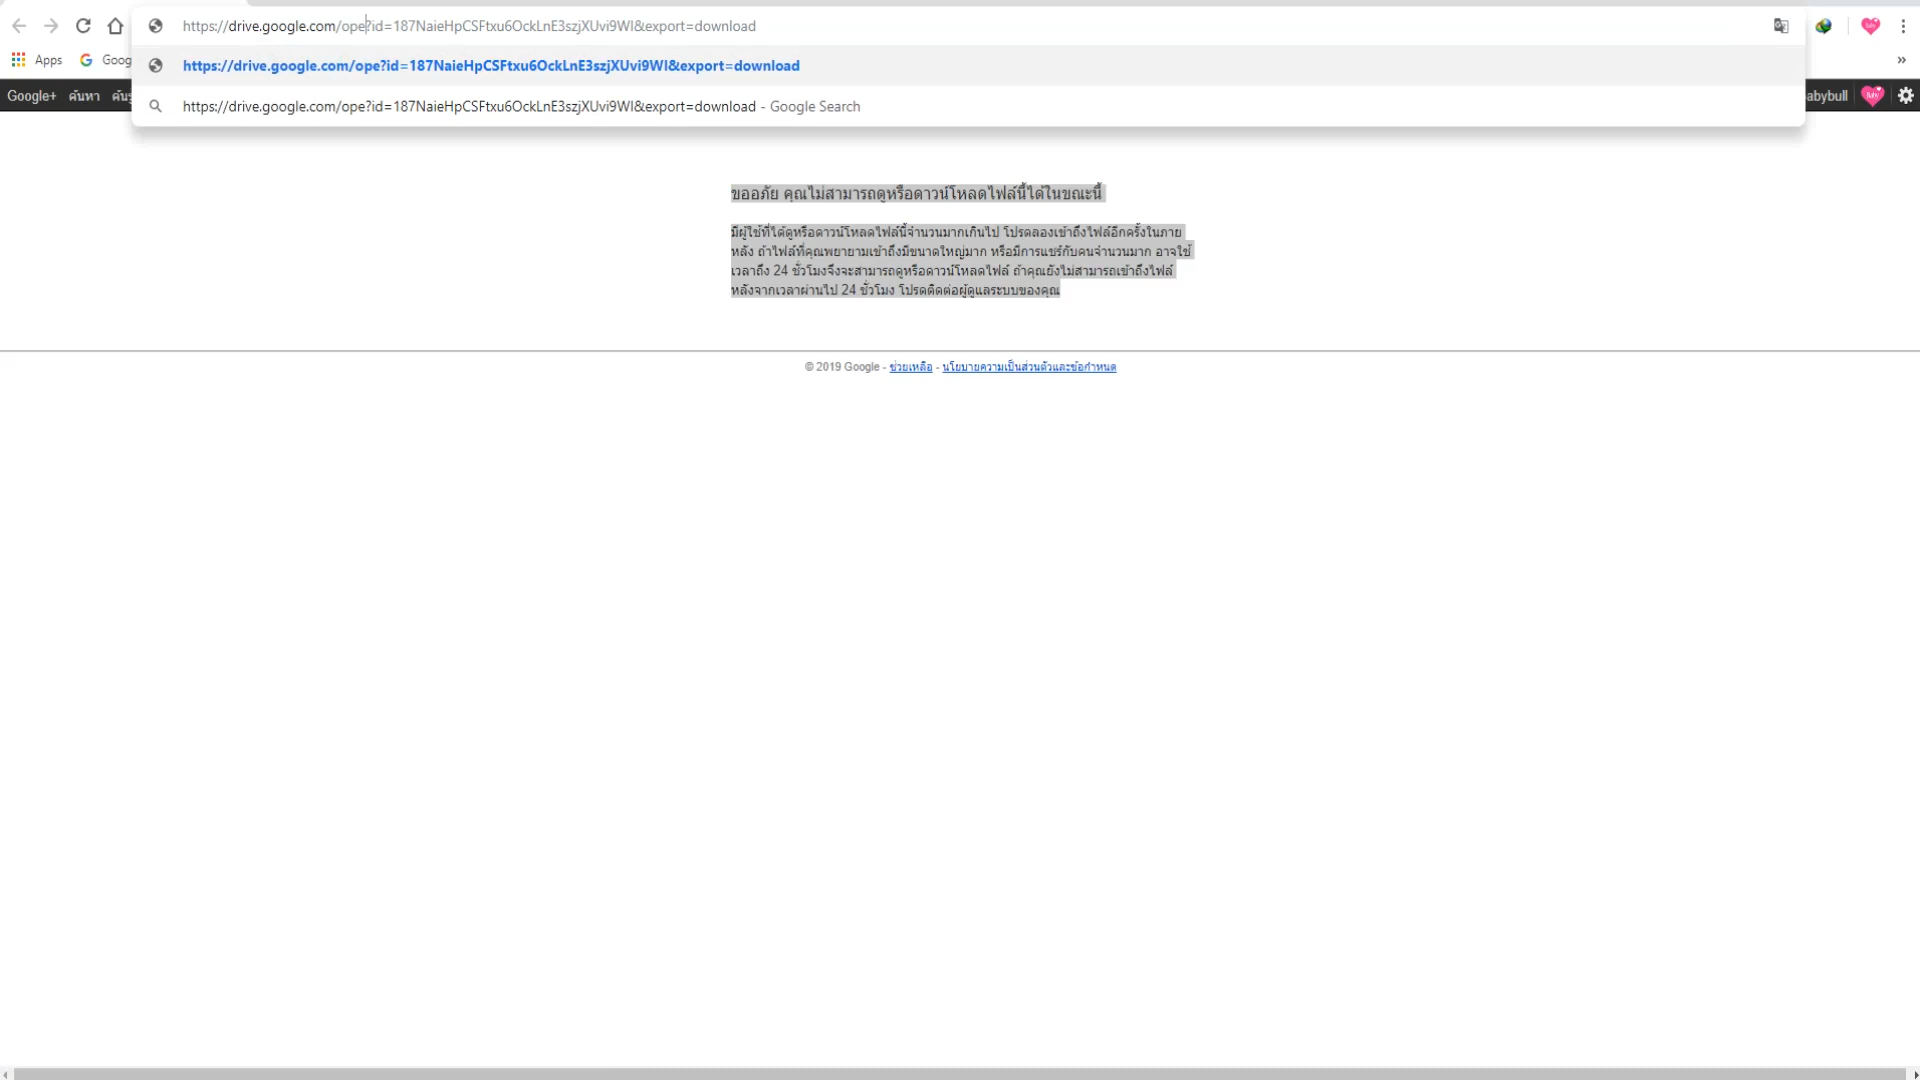 https://drive.google.com/ope?id=187NaieHpCSFtxu6OckLnE3szjXUvi9Wl&export=download
Apps Goog
https://drive.google.com/ope?id=187NaieHpCSFtxu6OckLnE3szjXUvi9Wl&export=download
Google+ ค้นหา abybull
https://drive.google.com/ope?id=187NaieHpCSFtxu6OckLnE3szjXUvi9Wl&export=download - Google Search
ขออภัย คุณไม่สามารถดูหรือดาวน์โหลดไฟล์นี้ได้ในขณะนี้
มีผู้ใช้ที่ได้ดูหรือดาวน์โหลดไฟล์นี้จำนวนมากเกินไป โปรดลองเข้าถึงไฟล์อีกครั้งในภาย
หลัง ถ้าไฟล์ที่คุณพยายามเข้าถึงมีขนาดใหญ่มาก หรือมีการแชร์กับคนจำนวนมาก อาจใช้
เวลาถึง 24 ชั่วโมงจึงจะสามารถดูหรือดาวน์โหลดไฟล์ ถ้าคุณยังไม่สามารถเข้าถึงไฟล์
หลังจากเวลาผ่านไป 24 ชั่วโมง โปรดติดต่อผู้ดูแลระบบของคุณ
© 2019 Google - ช่วยเหลือ - นโยบายความเป็นส่วนตัวและข้อกำหนด